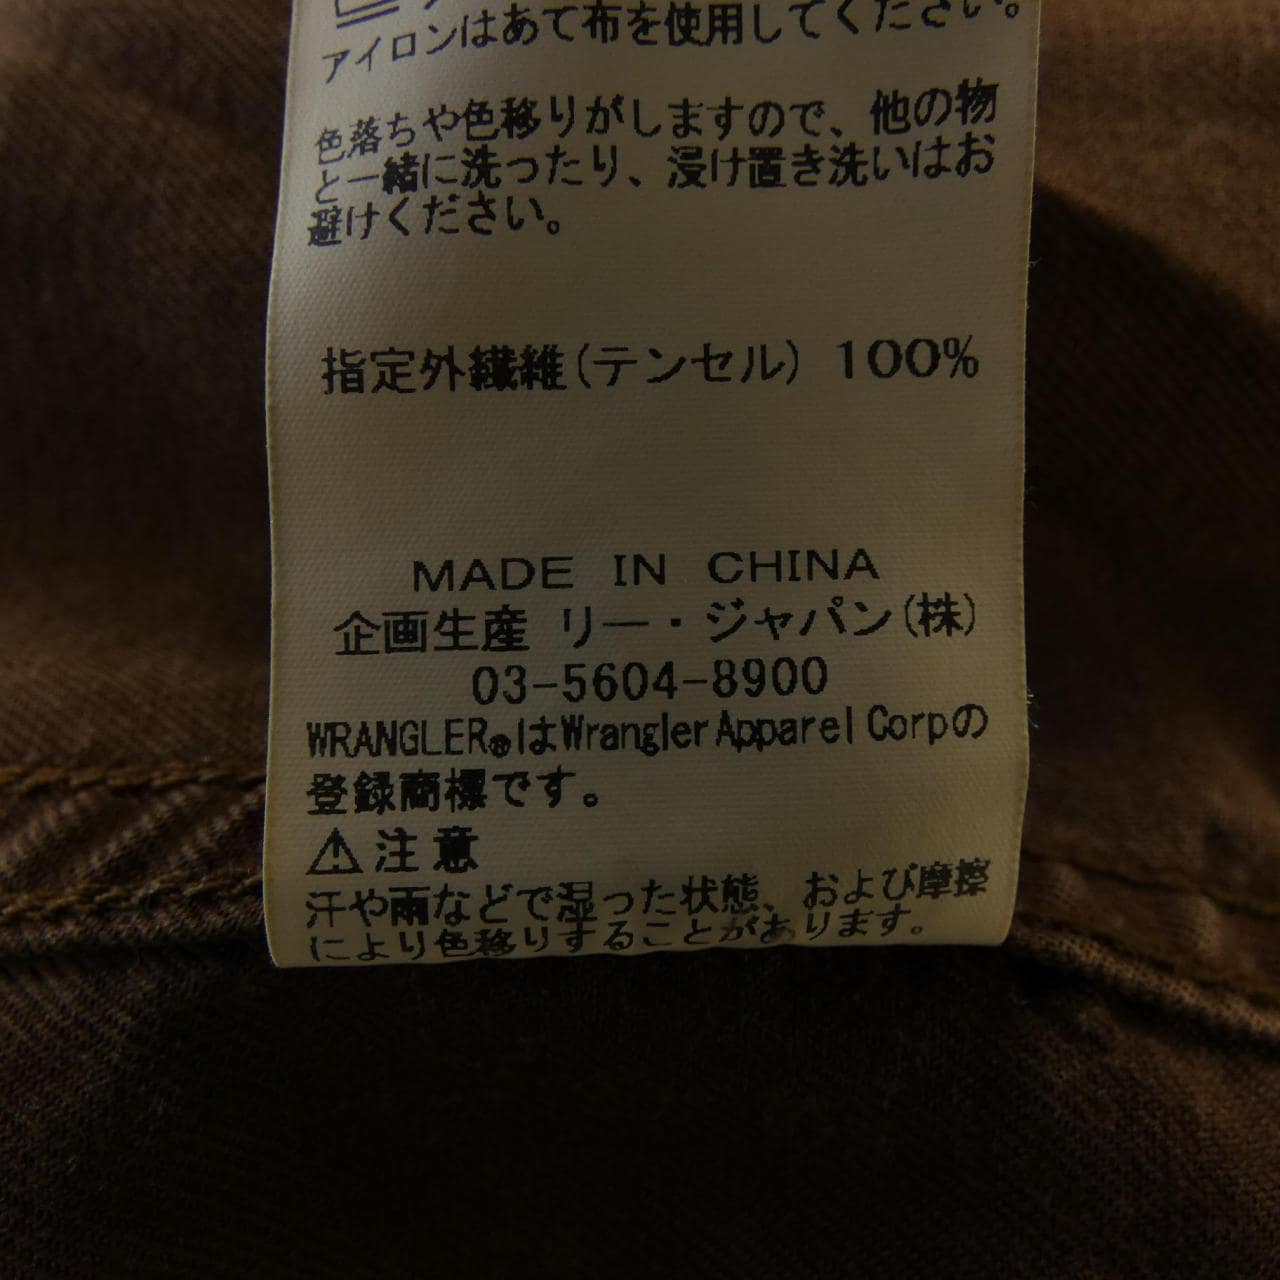 アイロンはあて布を使用してください。
色落ちや色移りがしますので、他の物
と一緒に洗ったり、浸け置き洗いはお
避けください。
指定外繊維(テンセル) 100%
MADE IN CHINA
企画生産 リー・ジャパン(株)
03-5604-8900
WRANGLER®はWrangler Apparel Corpの
登録商標です。
⚠注意
汗や雨などで湿った状態、および摩擦
により色移りすることがあります。